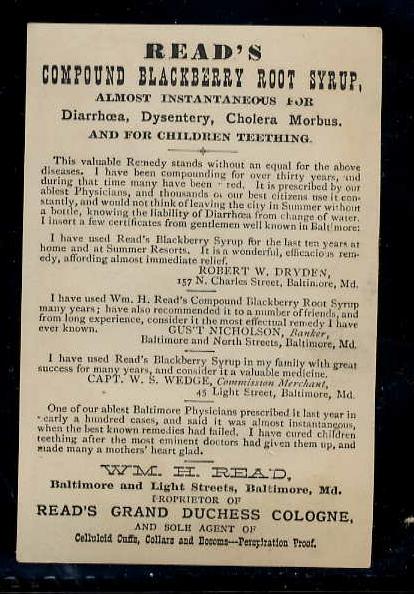 READ'S
COMPOUND BLACKBERRY ROOT SYRUP,
ALMOST INSTANTANEOUS FOR
Diarrhœa, Dysentery, Cholera Morbus.
AND FOR CHILDREN TEETHING.
This valuable Remedy stands without an equal for the above
diseases. I have been compounding for over thirty years, and
during that time many have been red. It is prescribed by our
ablest Physicians, and thousands of our best citizens use it con-
stantly, and would not think of leaving the city in Summer without
a bottle, knowing the liability of Diarrhœa from change of water.
I insert a few certificates from gentlemen well known in Baltimore:
I have used Read's Blackberry Syrup for the last ten years at
home and at Summer Resorts. It is a wonderful, efficacious rem-
edy, affording almost immediate relief.
ROBERT W. DRYDEN,
157 N. Charles Street, Baltimore, Md.
I have used Wm. H. Read's Compound Blackberry Root Syrup
many years; have also recommended it to a number of friends, and
from long experience, consider it the most effectual remedy I have
ever known. GUS'T NICHOLSON, Banker,
Baltimore and North Streets, Baltimore, Md.
I have used Read's Blackberry Syrup in my family with great
success for many years, and consider it a valuable medicine.
CAPT. W. S. WEDGE, Commission Merchant,
45 Light Street, Baltimore, Md.
One of our ablest Baltimore Physicians prescribed it last year in
nearly a hundred cases, and said it was almost instantaneous,
when the best known remedies had failed. I have cured children
teething after the most eminent doctors had given them up, and
made many a mothers' heart glad.
WM. H. READ,
Baltimore and Light Streets, Baltimore, Md.
PROPRIETOR OF
READ'S GRAND DUCHESS COLOGNE,
AND SOLE AGENT OF
Celluloid Cuffs, Collars and Bosoms—Perspiration Proof.